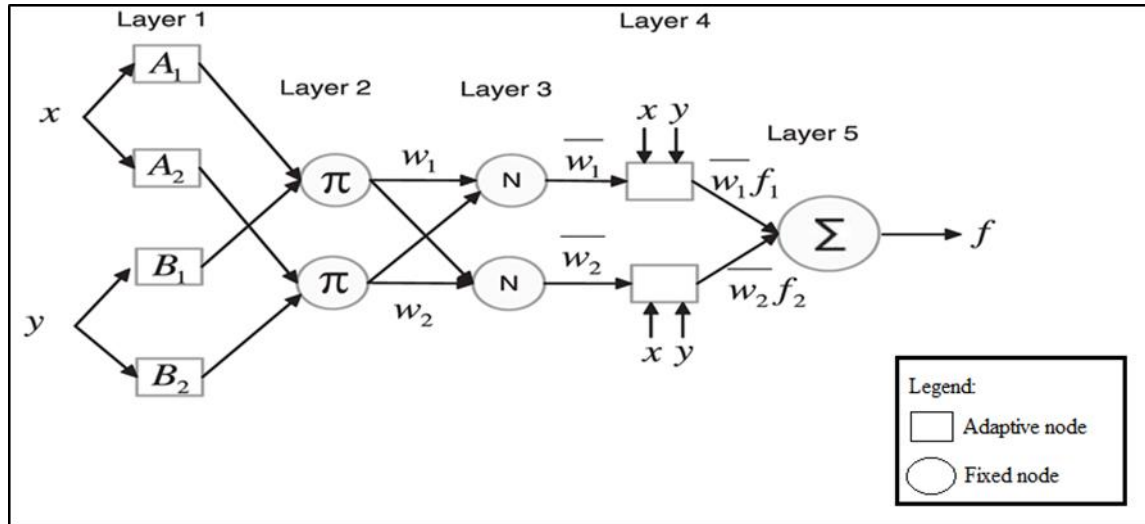 Layer 1
Layer 2
Layer 3
Layer 4
Layer 5
x
A₁
A₂
y
B₁
B₂
π
π
w₁
w₂
N
N
w̅₁
w̅₂
x y
x y
w̅₁f₁
w̅₂f₂
Σ
f
Legend:
Adaptive node
Fixed node